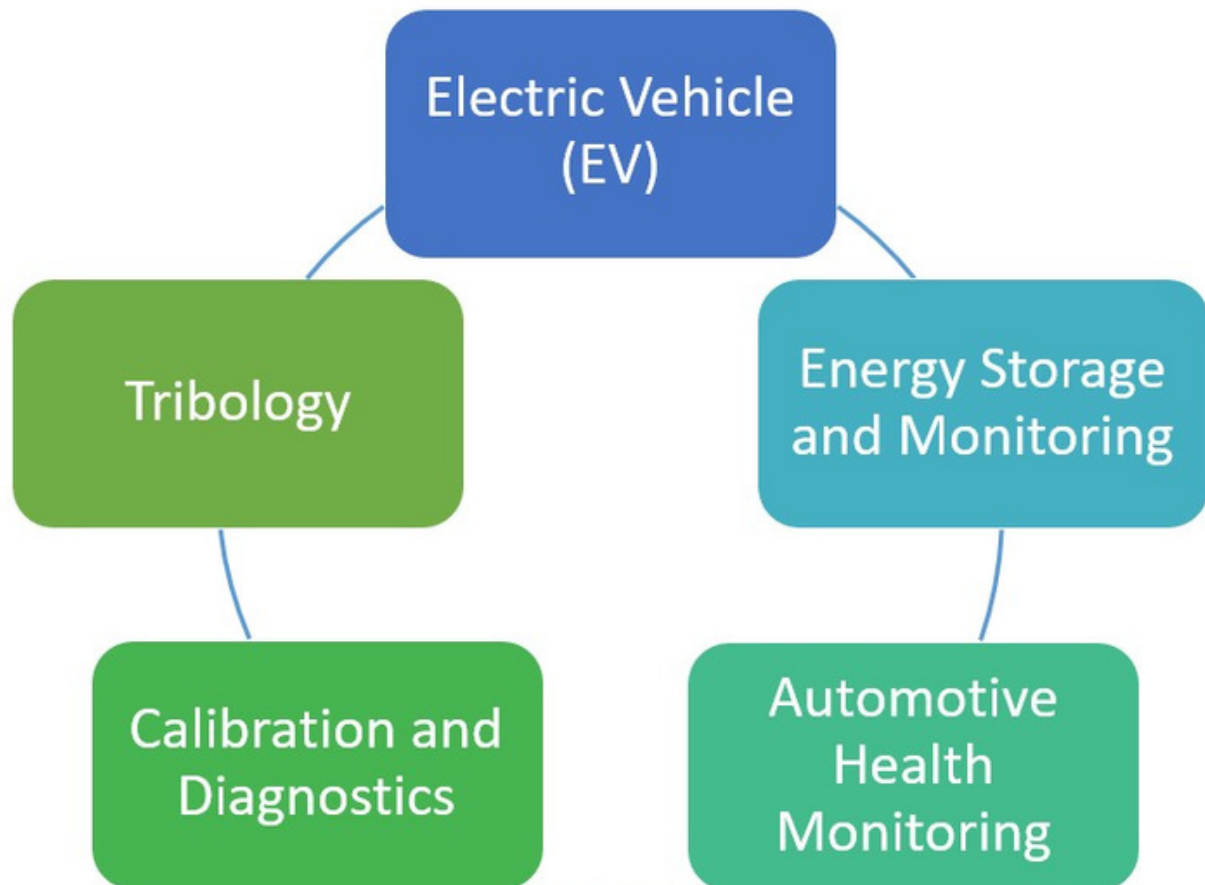 Electric Vehicle
(EV)
Tribology
Energy Storage
and Monitoring
Calibration and
Diagnostics
Automotive
Health
Monitoring